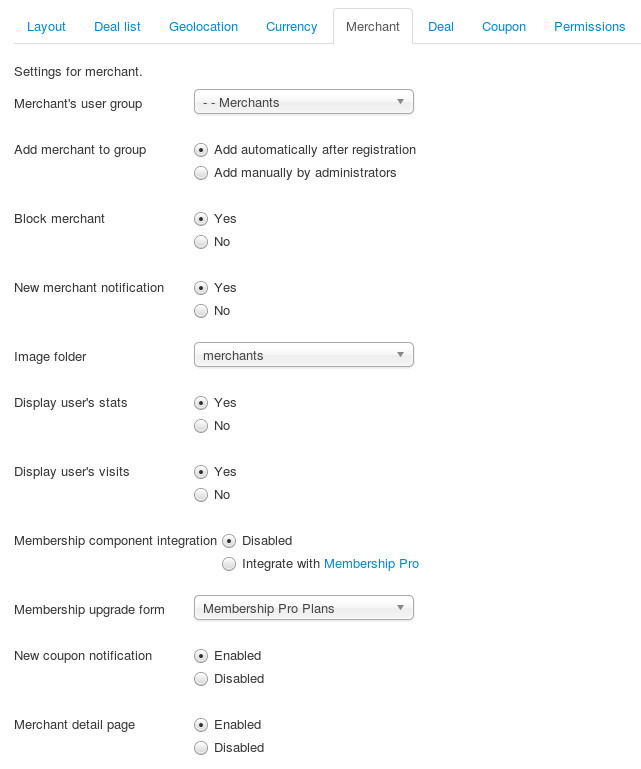 Layout Deal list Geolocation Currency Merchant Deal Coupon Permissions
Settings for merchant.
Merchant's user group - - Merchants
Add merchant to group Add automatically after registration
Add manually by administrators
Block merchant Yes
No
New merchant notification Yes
No
Image folder merchants
Display user's stats Yes
No
Display user's visits Yes
No
Membership component integration Disabled
Integrate with Membership Pro
Membership upgrade form Membership Pro Plans
New coupon notification Enabled
Disabled
Merchant detail page Enabled
Disabled